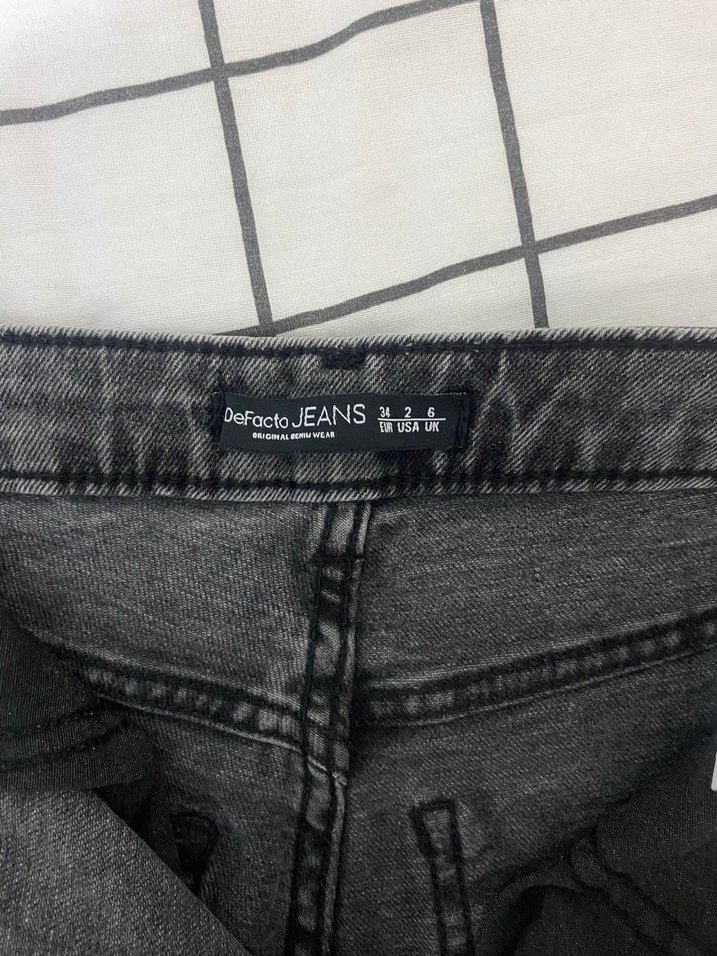 DeFacto JEANS
ORIGINAL DENIM WEAR
34 2 6
EUR USA UK